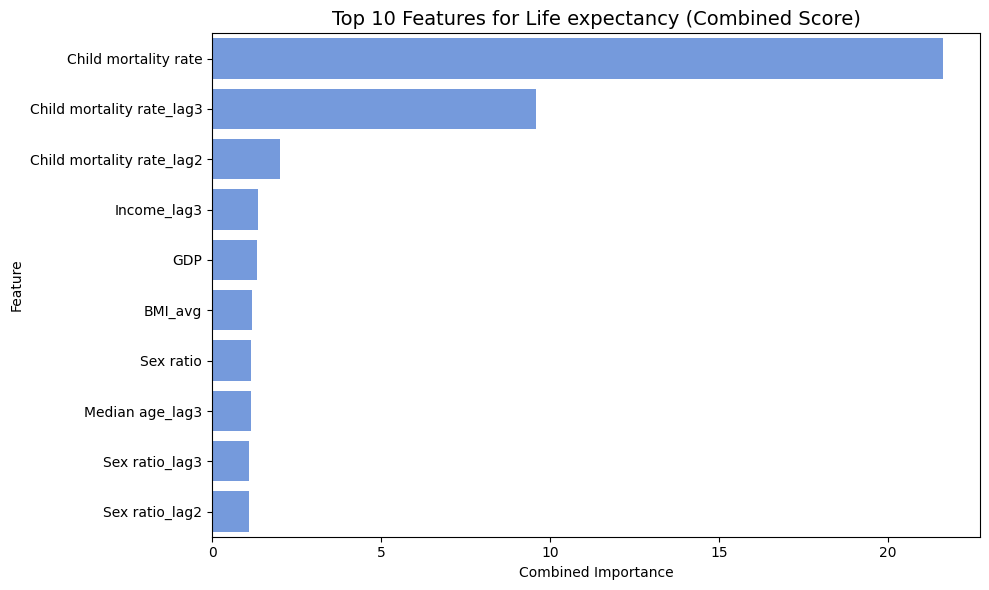 Top 10 Features for Life expectancy (Combined Score)
Feature
Child mortality rate
Child mortality rate_lag3
Child mortality rate_lag2
Income_lag3
GDP
BMI_avg
Sex ratio
Median age_lag3
Sex ratio_lag3
Sex ratio_lag2
0 5 10 15 20
Combined Importance